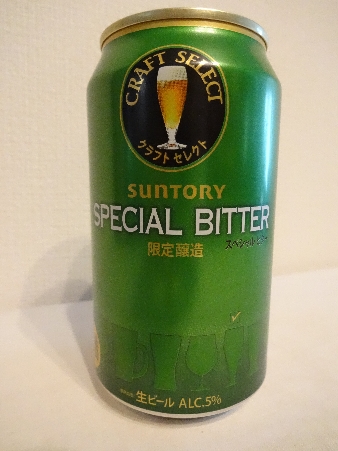 CRAFT SELECT
クラフトセレクト
SUNTORY
SPECIAL BITTER
限定醸造
生ビール ALC.5%